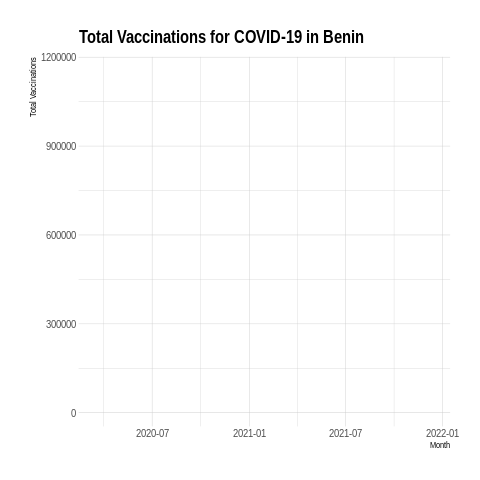 Total Vaccinations for COVID-19 in Benin
Total Vaccinations
1200000
900000
600000
300000
0
2020-07 2021-01 2021-07 2022-01
Month